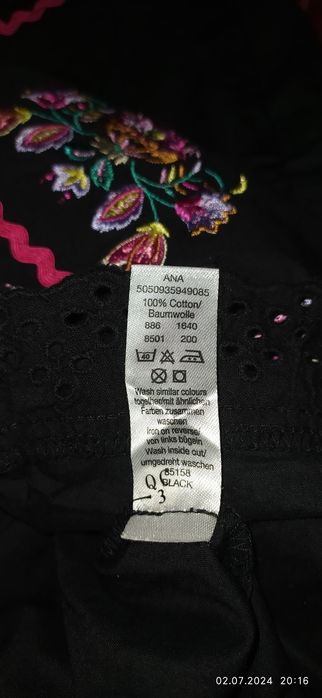 ANA
5050935949085
100% Cotton/
Baumwolle
886 1640
8501 200
40
Wash similar colours
together/mit ähnlichen
Farben zusammen
waschen
Iron on reverse/
von links bügeln
Wash inside out/
umgedreht waschen
85158
BLACK
QC
3
02.07.2024 20:16